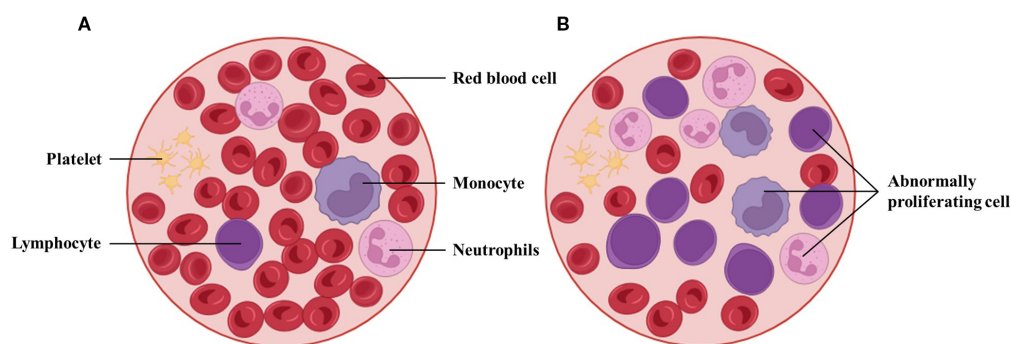 A
B
Red blood cell
Platelet
Monocyte
Abnormally
proliferating cell
Lymphocyte
Neutrophils